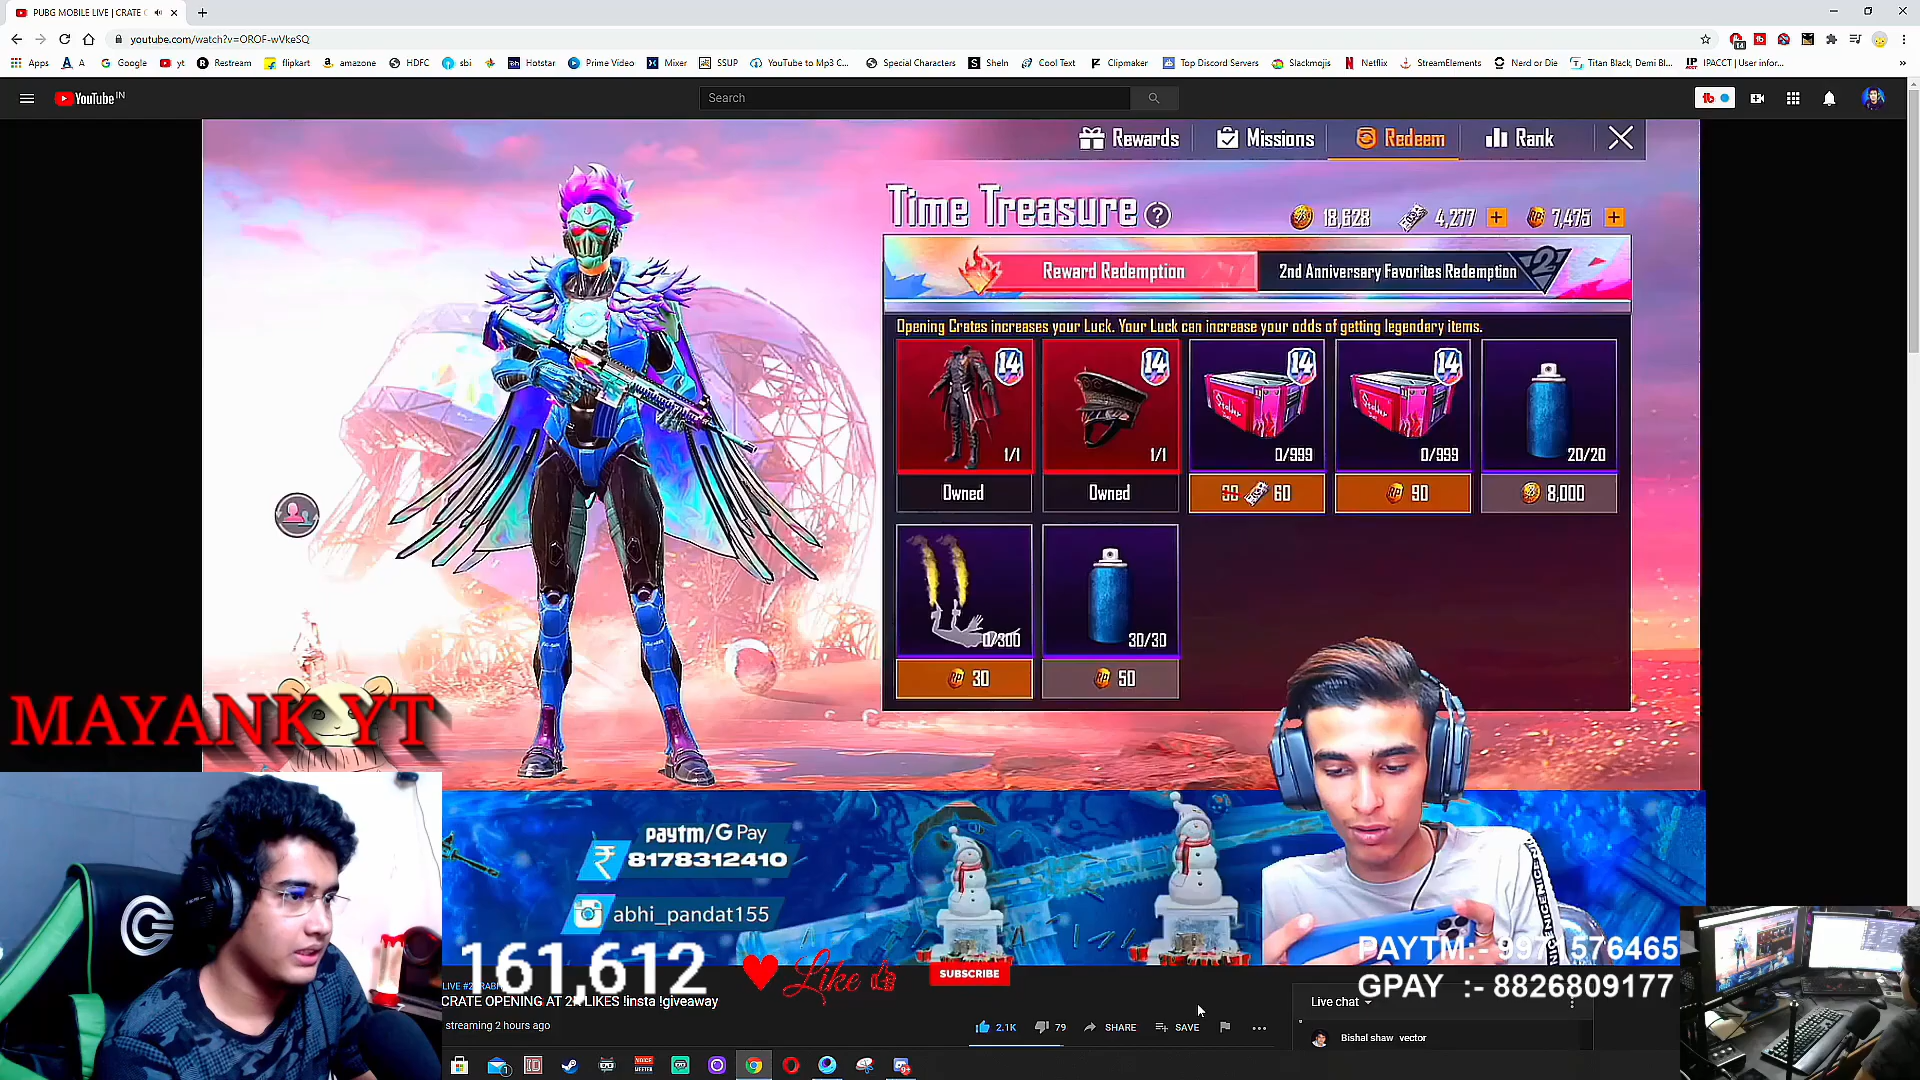 PUBG MOBILE LIVE | CRATE
youtube.com/watch?v=OROF-wVkeSQ
Apps
A
Google
yt
Restream
flipkart
amazone
HDFC
sbi
Hotstar
Prime Video
Mixer
SSUP
YouTube to Mp3 C...
Special Characters
SheIn
Cool Text
Clipmaker
Top Discord Servers
Slackmojis
Netflix
StreamElements
Nerd or Die
Titan Black, Demi Bl...
IPACCT | User infor...
YouTube IN
Search
Rewards
Missions
Redeem
Rank
Time Treasure
18,628
4,277
7,475
Reward Redemption
2nd Anniversary Favorites Redemption
Opening Crates increases your Luck. Your Luck can increase your odds of getting legendary items.
14
1/1
14
1/1
14
0/999
14
0/999
20/20
Owned
Owned
60
90
8,000
0/300
30/30
30
50
MAYANK YT
paytm/G Pay
8178312410
abhi_pandat155
161,612
Like
SUBSCRIBE
PAYTM:- 9971576465
GPAY :- 8826809177
CRATE OPENING AT 2K LIKES !insta !giveaway
streaming 2 hours ago
2.1K
79
SHARE
SAVE
Live chat
Bishal shaw vector